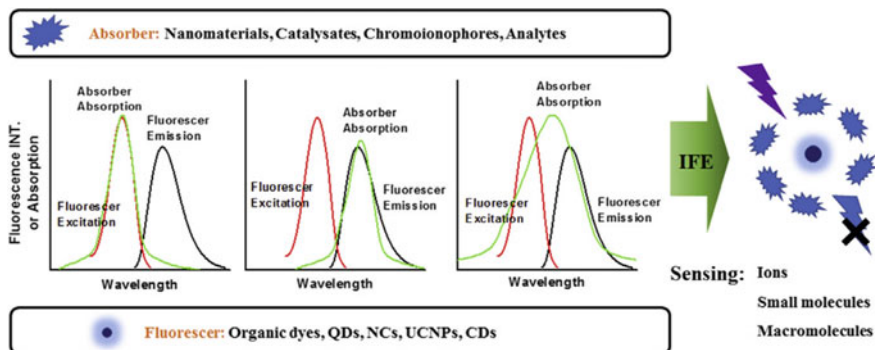 Absorber: Nanomaterials, Catalysates, Chromoionophores, Analytes
Fluorescence INT.
or Absorption
Absorber
Absorption
Fluorescer
Emission
Fluorescer
Excitation
Wavelength
Absorber
Absorption
Fluorescer
Excitation
Fluorescer
Emission
Wavelength
Absorber
Absorption
Fluorescer
Excitation
Fluorescer
Emission
Wavelength
IFE
Sensing: Ions
Small molecules
Macromolecules
Fluorescer: Organic dyes, QDs, NCs, UCNPs, CDs